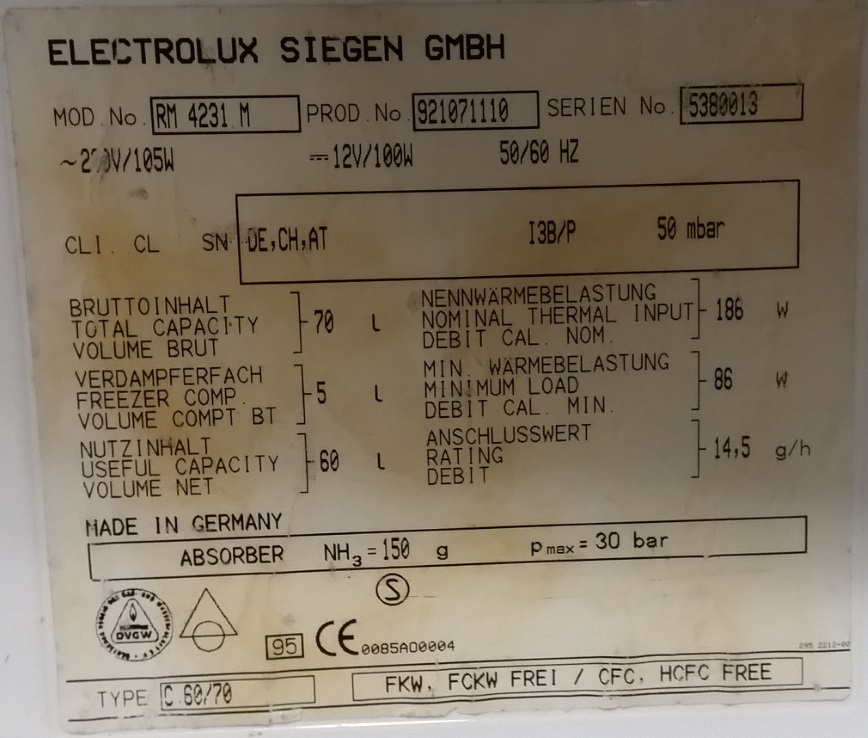 ELECTROLUX SIEGEN GMBH
MOD. No. RM 4231 M PROD. No. 921071110 SERIEN No. 5380013
/105W ⎓12V/100W 50/60 HZ
CLI. CL SN DE,CH,AT I3B/P 50 mbar
BRUTTOINHALT
TOTAL CAPACITY 70 l
VOLUME BRUT
NENNWÄRMEBELASTUNG
NOMINAL THERMAL INPUT 186 W
DEBIT CAL. NOM.
VERDAMPFERFACH
FREEZER COMP. 5 l
VOLUME COMPT BT
MIN. WÄRMEBELASTUNG
MINIMUM LOAD 86 W
DEBIT CAL. MIN.
NUTZINHALT
USEFUL CAPACITY 60 l
VOLUME NET
ANSCHLUSSWERT
RATING 14,5 g/h
DEBIT
MADE IN GERMANY
ABSORBER NH3 = 150 g pmax = 30 bar
S
DVGW
95 CE 0085AO0004
TYPE C 60/70 FKW, FCKW FREI / CFC, HCFC FREE